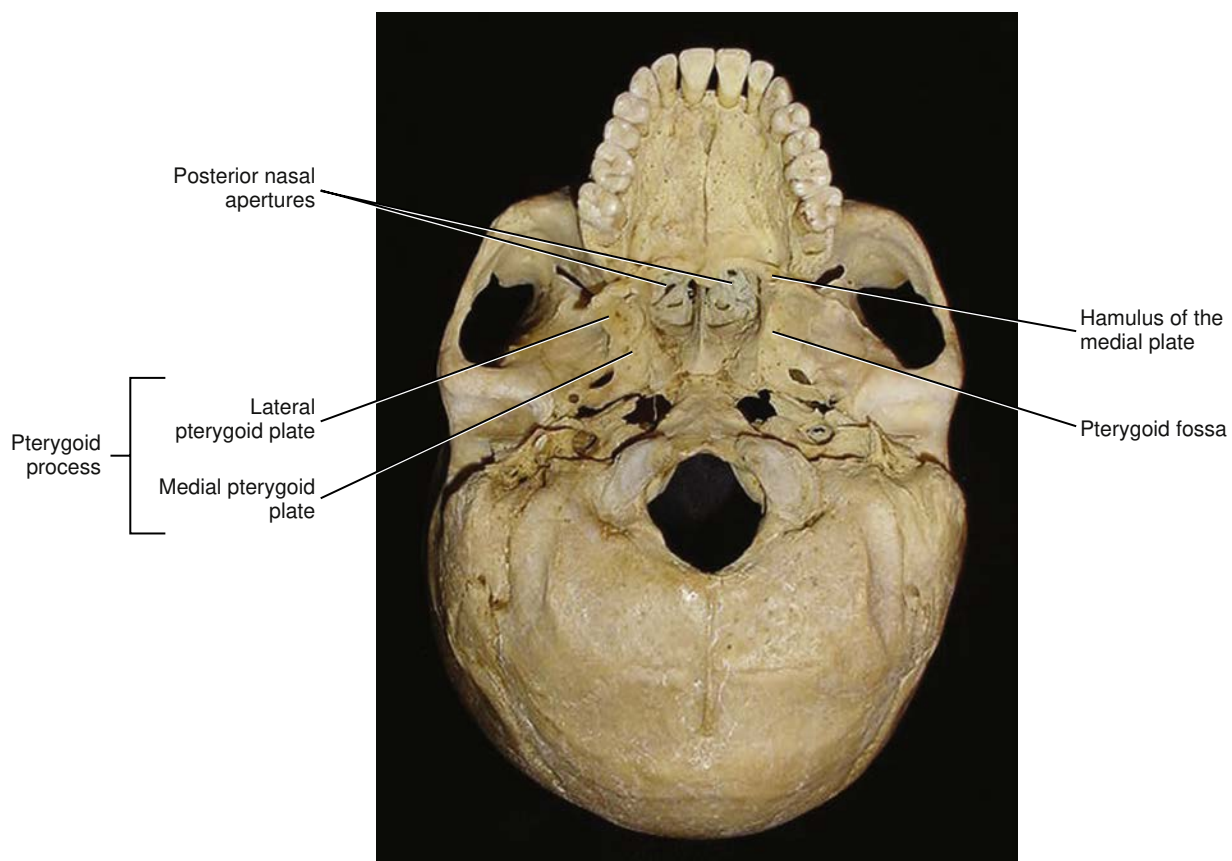 Posterior nasal
apertures
Lateral
pterygoid plate
Pterygoid
process
Medial pterygoid
plate
Hamulus of the
medial plate
Pterygoid fossa